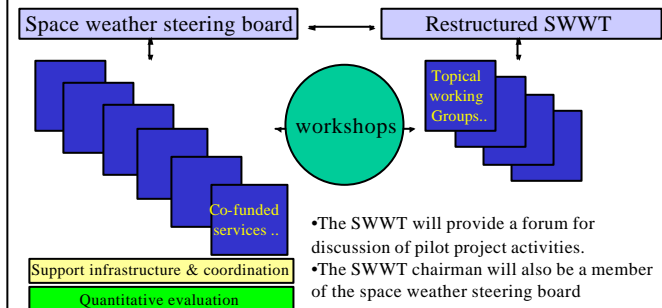 Space weather steering board
Restructured SWWT
Topical
working
Groups..
workshops
Co-funded
services ..
•The SWWT will provide a forum for
discussion of pilot project activities.
•The SWWT chairman will also be a member
of the space weather steering board
Support infrastructure & coordination
Quantitative evaluation